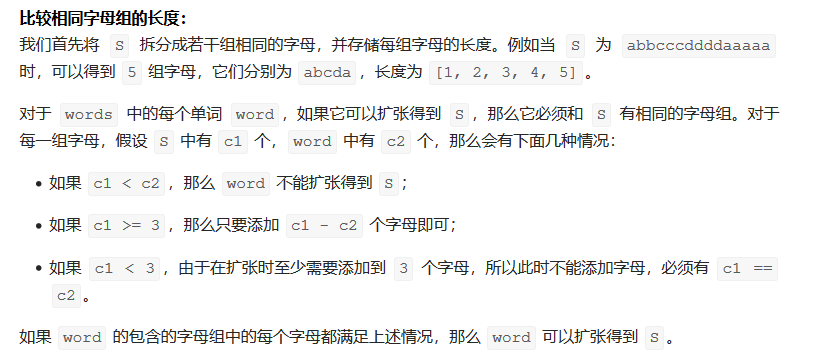 比较相同字母组的长度：
我们首先将 S 拆分成若干组相同的字母，并存储每组字母的长度。例如当 S 为 abbcccddddaaaaa
时，可以得到 5 组字母，它们分别为 abcda，长度为 [1, 2, 3, 4, 5]。
对于 words 中的每个单词 word，如果它可以扩张得到 S，那么它必须和 S 有相同的字母组。对于
每一组字母，假设 S 中有 c1 个，word 中有 c2 个，那么会有下面几种情况：
• 如果 c1 < c2，那么 word 不能扩张得到 S；
• 如果 c1 >= 3，那么只要添加 c1 - c2 个字母即可；
• 如果 c1 < 3，由于在扩张时至少需要添加到 3 个字母，所以此时不能添加字母，必须有 c1 ==
c2。
如果 word 的包含的字母组中的每个字母都满足上述情况，那么 word 可以扩张得到 S。